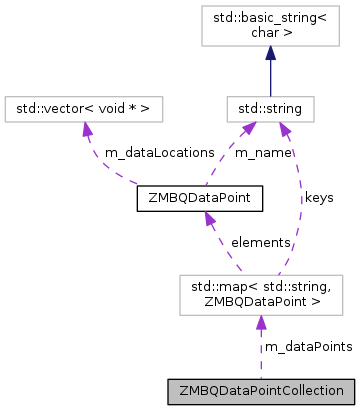 std::basic_string<
char >
std::vector< void * >
std::string
m_dataLocations
m_name
ZMBQDataPoint
keys
elements
std::map< std::string,
ZMBQDataPoint >
m_dataPoints
ZMBQDataPointCollection